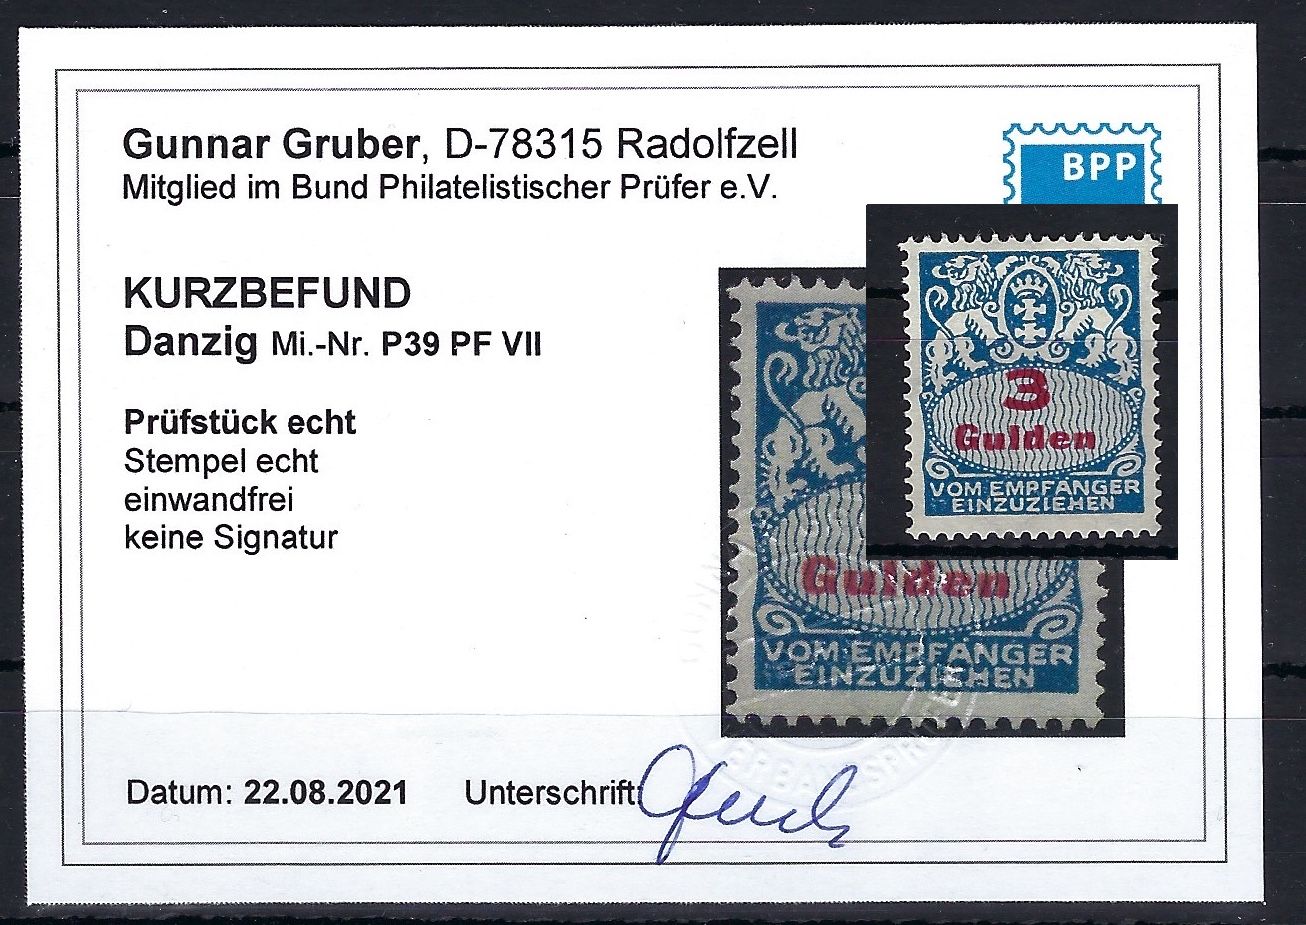 Gunnar Gruber, D-78315 Radolfzell
Mitglied im Bund Philatelistischer Prüfer e.V.
BPP
KURZBEFUND
Danzig Mi.-Nr. P39 PF VII
Prüfstück echt
Stempel echt
einwandfrei
keine Signatur
3
Gulden
VOM EMPFÄNGER
EINZUZIEHEN
Gulden
VOM EMPFÄNGER
EINZUZIEHEN
Datum: 22.08.2021
Unterschrift: